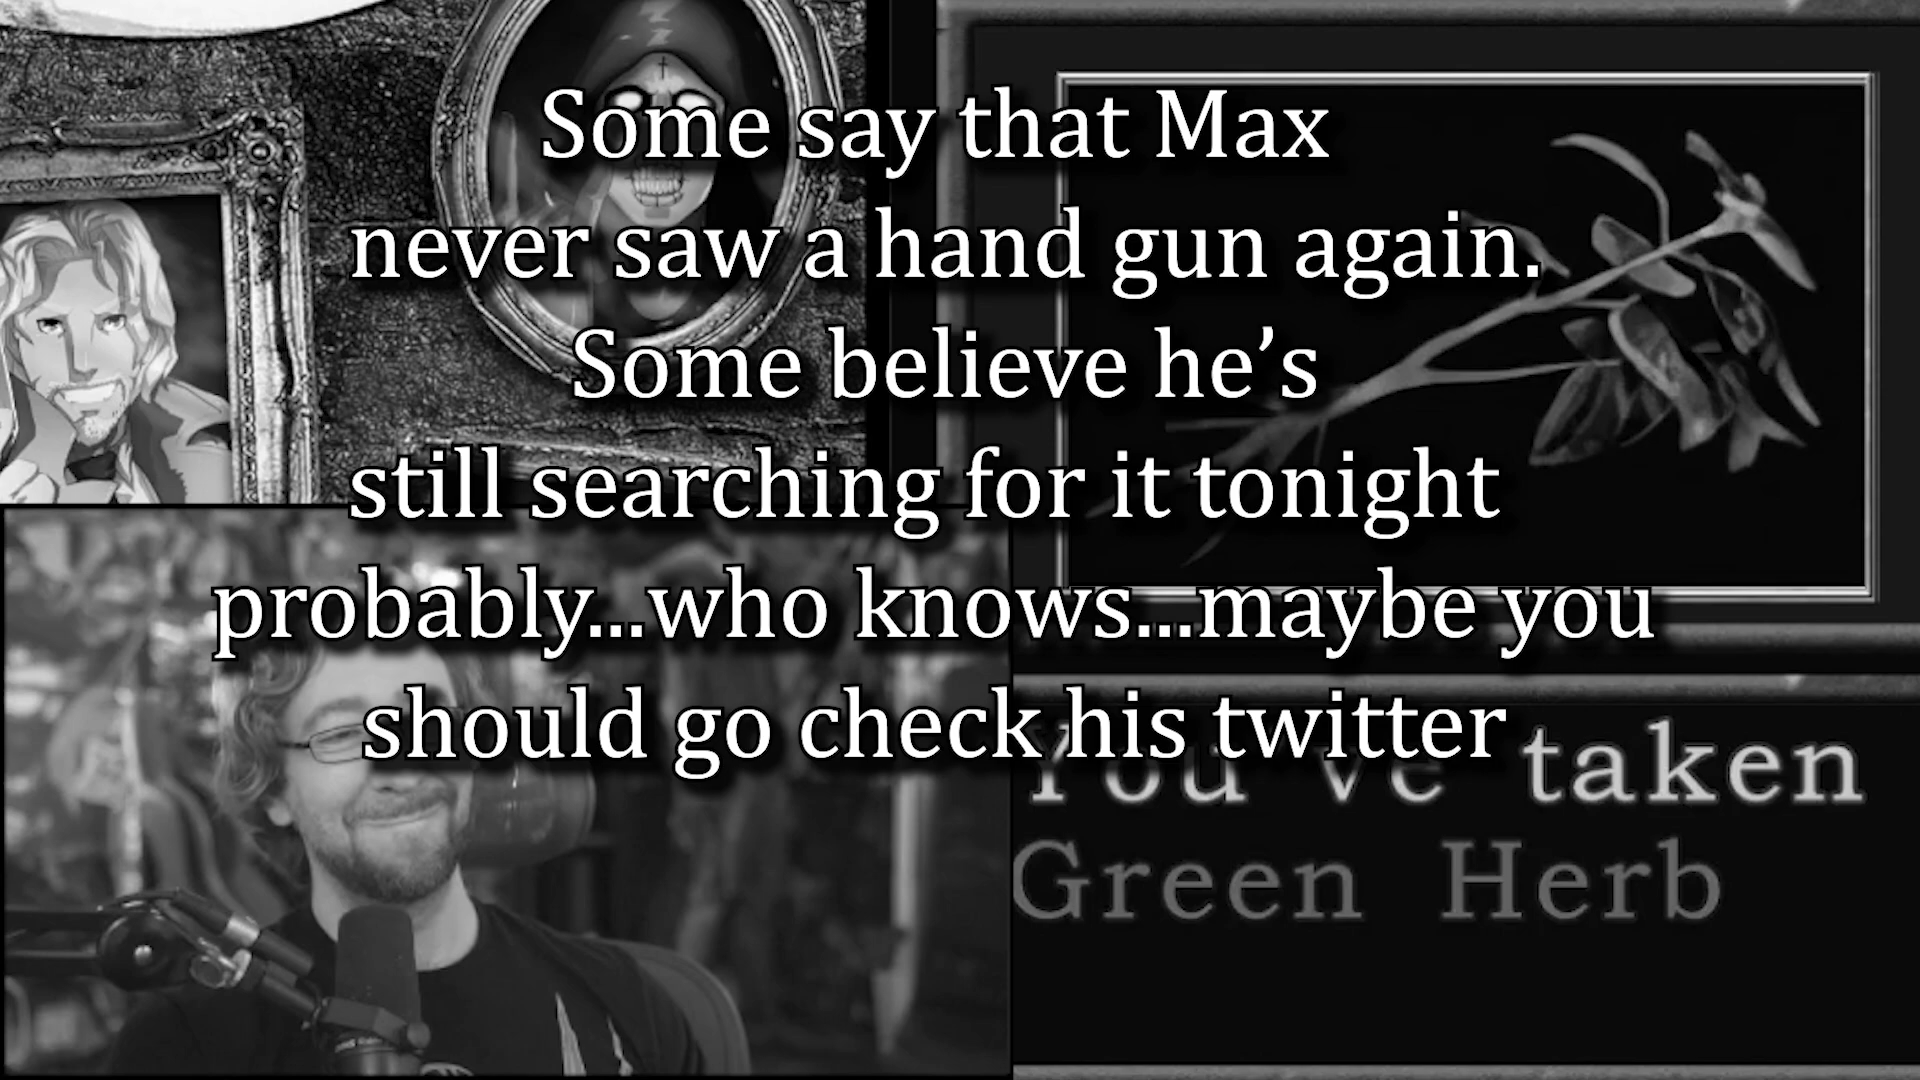 Some say that Max
never saw a hand gun again.
Some believe he's
still searching for it tonight
probably...who knows...maybe you
should go check his twitter
You've taken
Green Herb